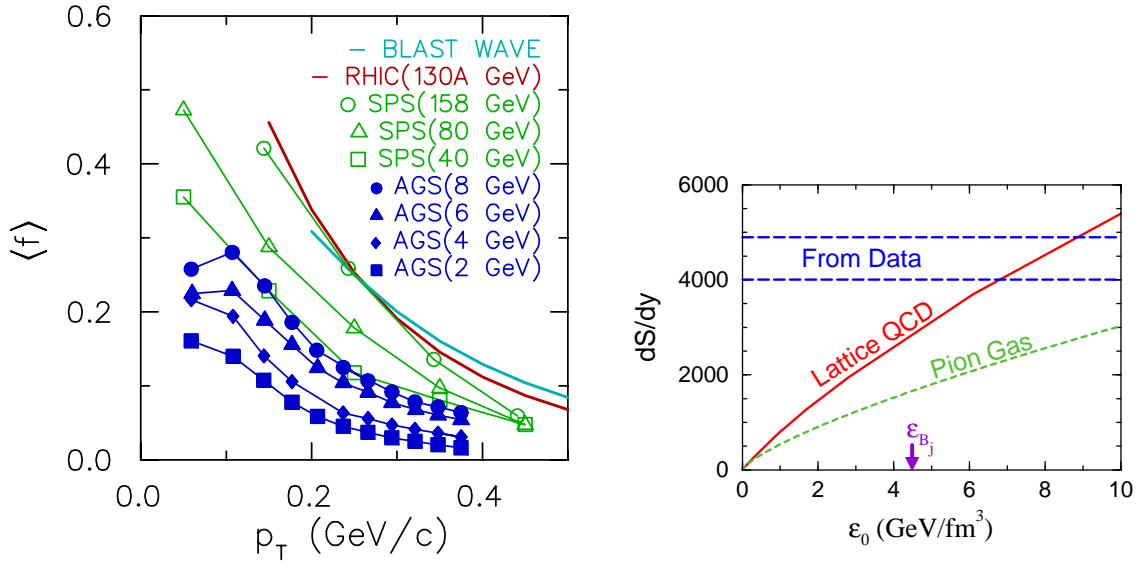 0.6
0.4
0.2
0.0
⟨f⟩
— BLAST WAVE
— RHIC(130A GeV)
SPS(158 GeV)
SPS(80 GeV)
SPS(40 GeV)
AGS(8 GeV)
AGS(6 GeV)
AGS(4 GeV)
AGS(2 GeV)
0.0 0.2 0.4
p_T (GeV/c)
6000
4000
2000
0
dS/dy
From Data
Lattice QCD
Pion Gas
ε_Bj
0 2 4 6 8 10
ε_0 (GeV/fm^3)